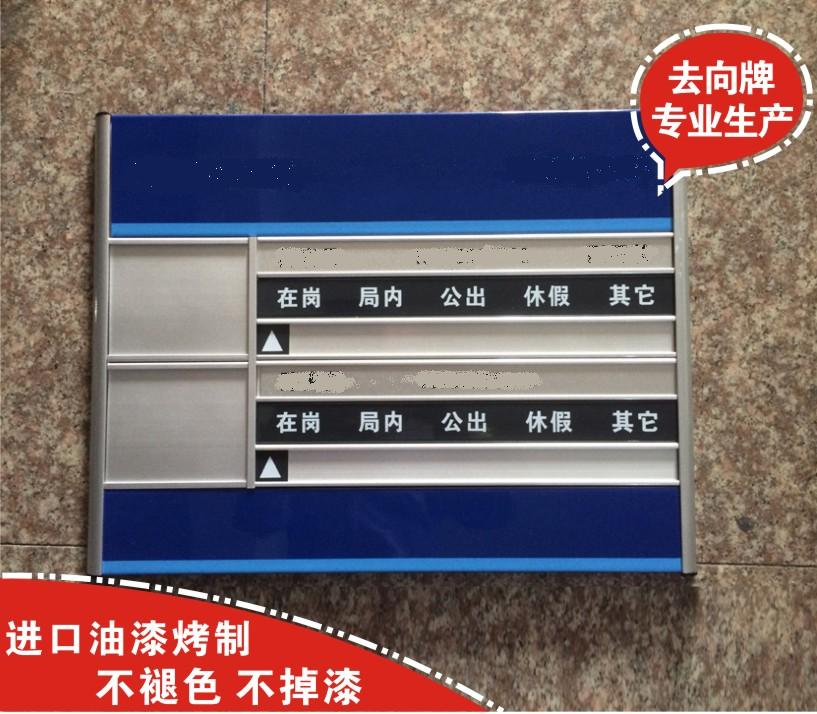 去向牌
专业生产
在岗 局内 公出 休假 其它
在岗 局内 公出 休假 其它
进口油漆烤制
不褪色 不掉漆